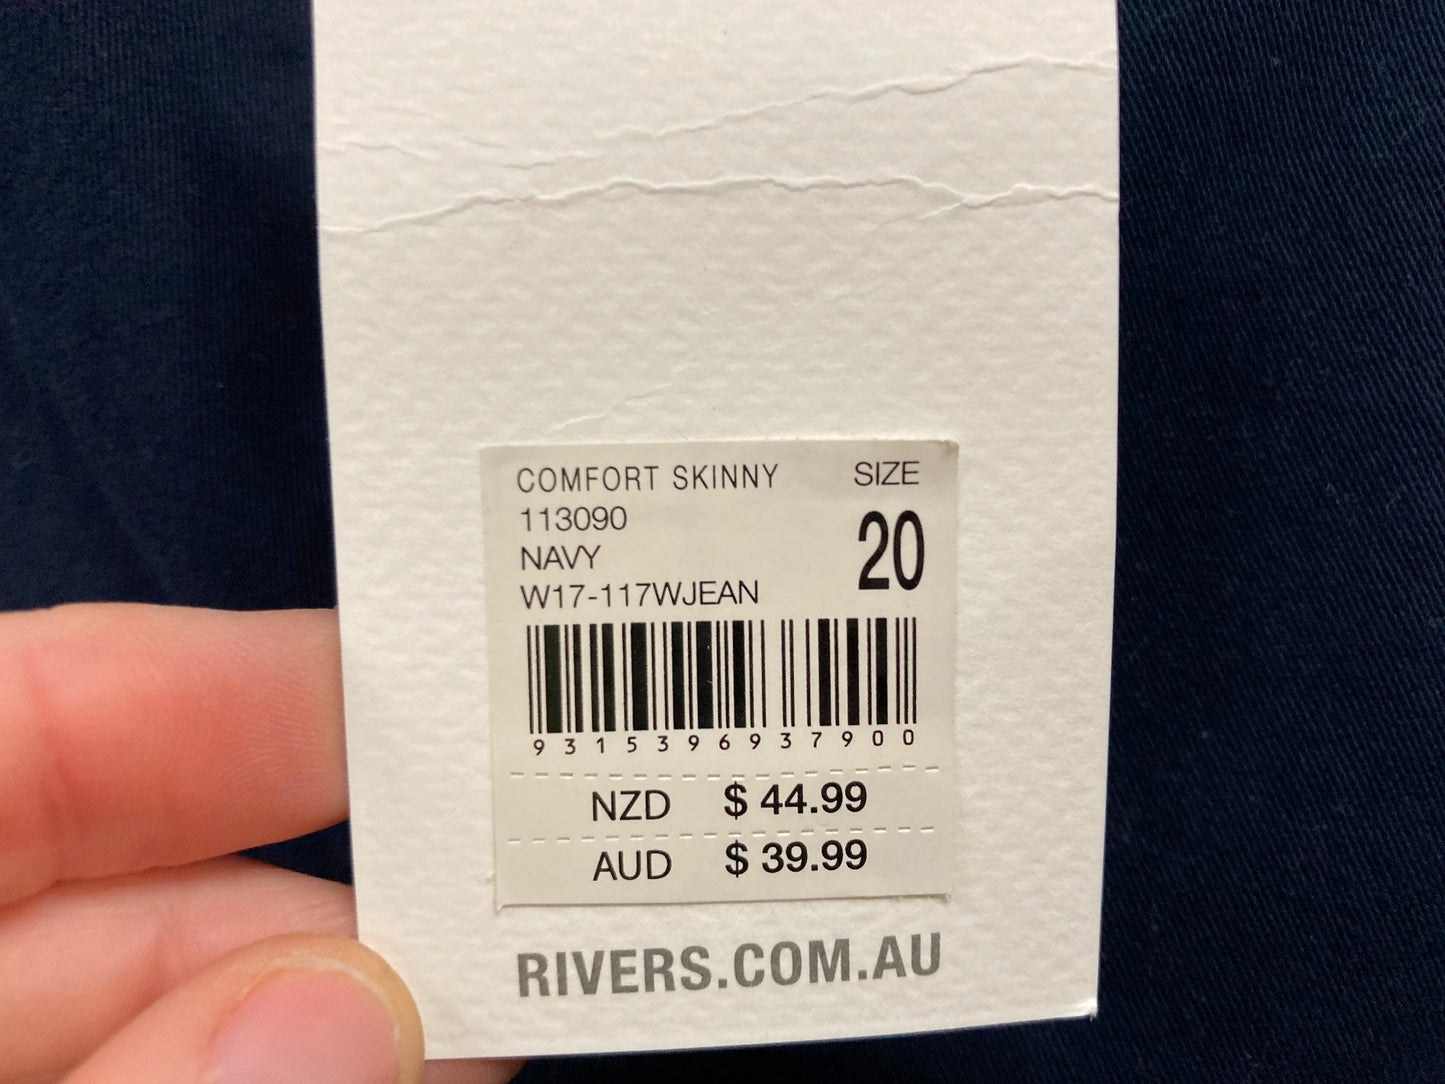 COMFORT SKINNY SIZE
113090
NAVY 20
W17-117WJEAN
9315396937900
NZD $ 44.99
AUD $ 39.99
RIVERS.COM.AU